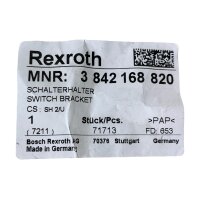 Rexroth
MNR: 3 842 168 820
SCHALTERHALTER
SWITCH BRACKET
CS : SH 2/U
1 Stück/Pcs. >PAP<
( 7211 ) 71713 FD: 653
Bosch Rexroth AG 70376 Stuttgart Germany
Made in Germany